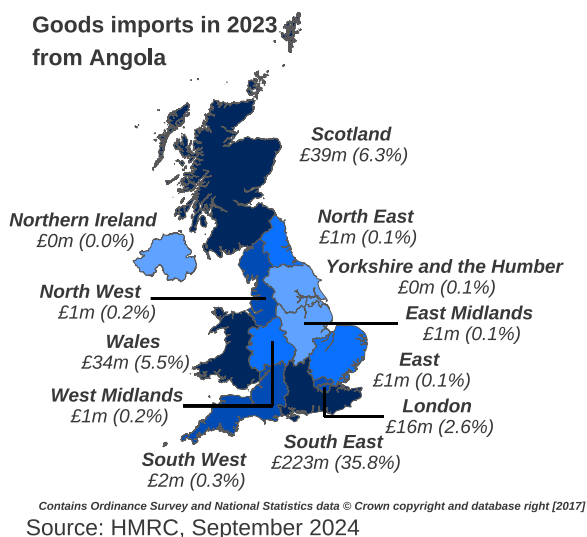 Goods imports in 2023
from Angola
Scotland
£39m (6.3%)
Northern Ireland
£0m (0.0%)
North East
£1m (0.1%)
Yorkshire and the Humber
£0m (0.1%)
North West
£1m (0.2%)
East Midlands
£1m (0.1%)
Wales
£34m (5.5%)
East
£1m (0.1%)
West Midlands
£1m (0.2%)
London
£16m (2.6%)
South East
£223m (35.8%)
South West
£2m (0.3%)
Contains Ordinance Survey and National Statistics data © Crown copyright and database right [2017]
Source: HMRC, September 2024